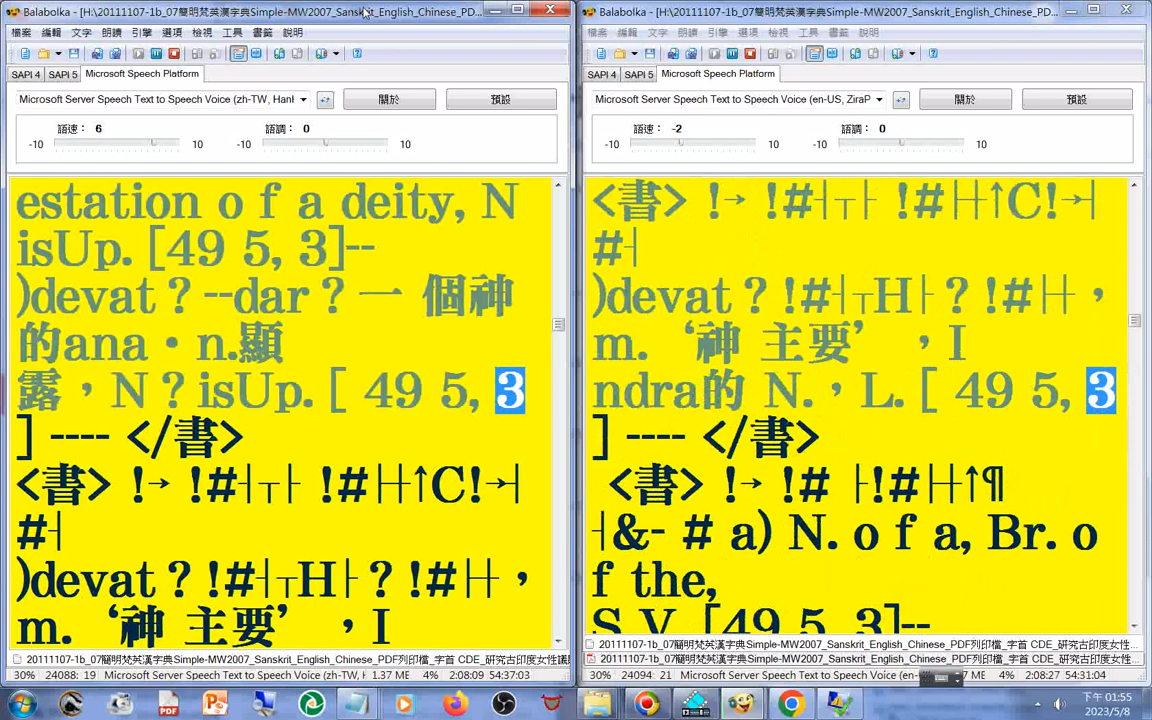 Balabolka - [H:\20111107-1b_07簡明梵英漢字典Simple-MW2007_Sanskrit_English_Chinese_PD...
檔案 編輯 文字 朗讀 引擎 選項 檢視 工具 書籤 說明
SAPI 4 SAPI 5 Microsoft Speech Platform
Microsoft Server Speech Text to Speech Voice (zh-TW, HanH 關於 預設
語速： 6 語調： 0
-10 10 -10 10
estation o f a deity, N
isUp. [49 5, 3]--
)devat？--dar？一 個神
的ana・n.顯
露，N？isUp. [ 49 5, 3
] ---- </書>
<書> !→ !#┤┬├ !#├┼↑C!→┤
#┤
)devat？!#┤┬H├？!#├┼，
m.‘神 主要’，I
20111107-1b_07簡明梵英漢字典Simple-MW2007_Sanskrit_English_Chinese_PDF列印檔_字首 CDE_研究古印度女性議題
30% 24088: 19 Microsoft Server Speech Text to Speech Voice (zh-TW, H 1.37 MB 4% 2:08:09 54:37:03
Balabolka - [H:\20111107-1b_07簡明梵英漢字典Simple-MW2007_Sanskrit_English_Chinese_PD...
檔案 編輯 文字 朗讀 引擎 選項 檢視 工具 書籤 說明
SAPI 4 SAPI 5 Microsoft Speech Platform
Microsoft Server Speech Text to Speech Voice (en-US, ZiraP 關於 預設
語速： -2 語調： 0
-10 10 -10 10
<書> !→ !#┤┬├ !#├┼↑C!→┤
#┤
)devat？!#┤┬H├？!#├┼，
m.‘神 主要’，I
ndra的 N.，L. [ 49 5, 3
] ---- </書>
<書> !→ !# ├!#├┼↑¶
┤&- # a) N. o f a, Br. o
f the,
S.V. [49 5, 3]--
20111107-1b_07簡明梵英漢字典Simple-MW2007_Sanskrit_English_Chinese_PDF列印檔_字首 CDE_研究古印度女性...
20111107-1b_07簡明梵英漢字典Simple-MW2007_Sanskrit_English_Chinese_PDF列印檔_字首 CDE_研究古印度女性...
30% 24094: 21 Microsoft Server Speech Text to Speech Voice (en-US 4% 2:08:27 54:31:04
下午 01:55
2023/5/8